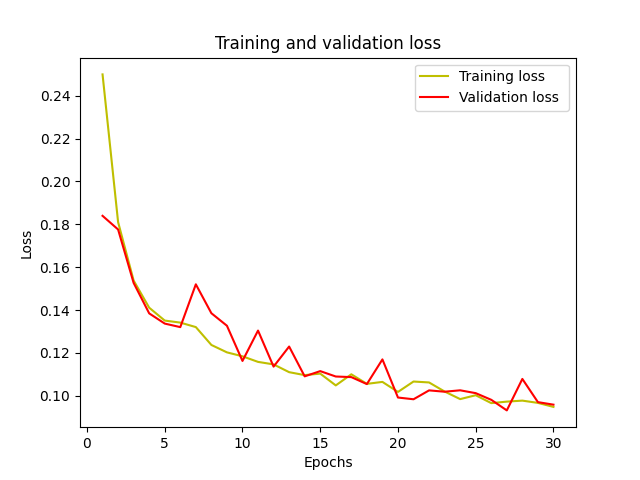 Training and validation loss
Training loss
Validation loss
Loss
0.24
0.22
0.20
0.18
0.16
0.14
0.12
0.10
0 5 10 15 20 25 30
Epochs